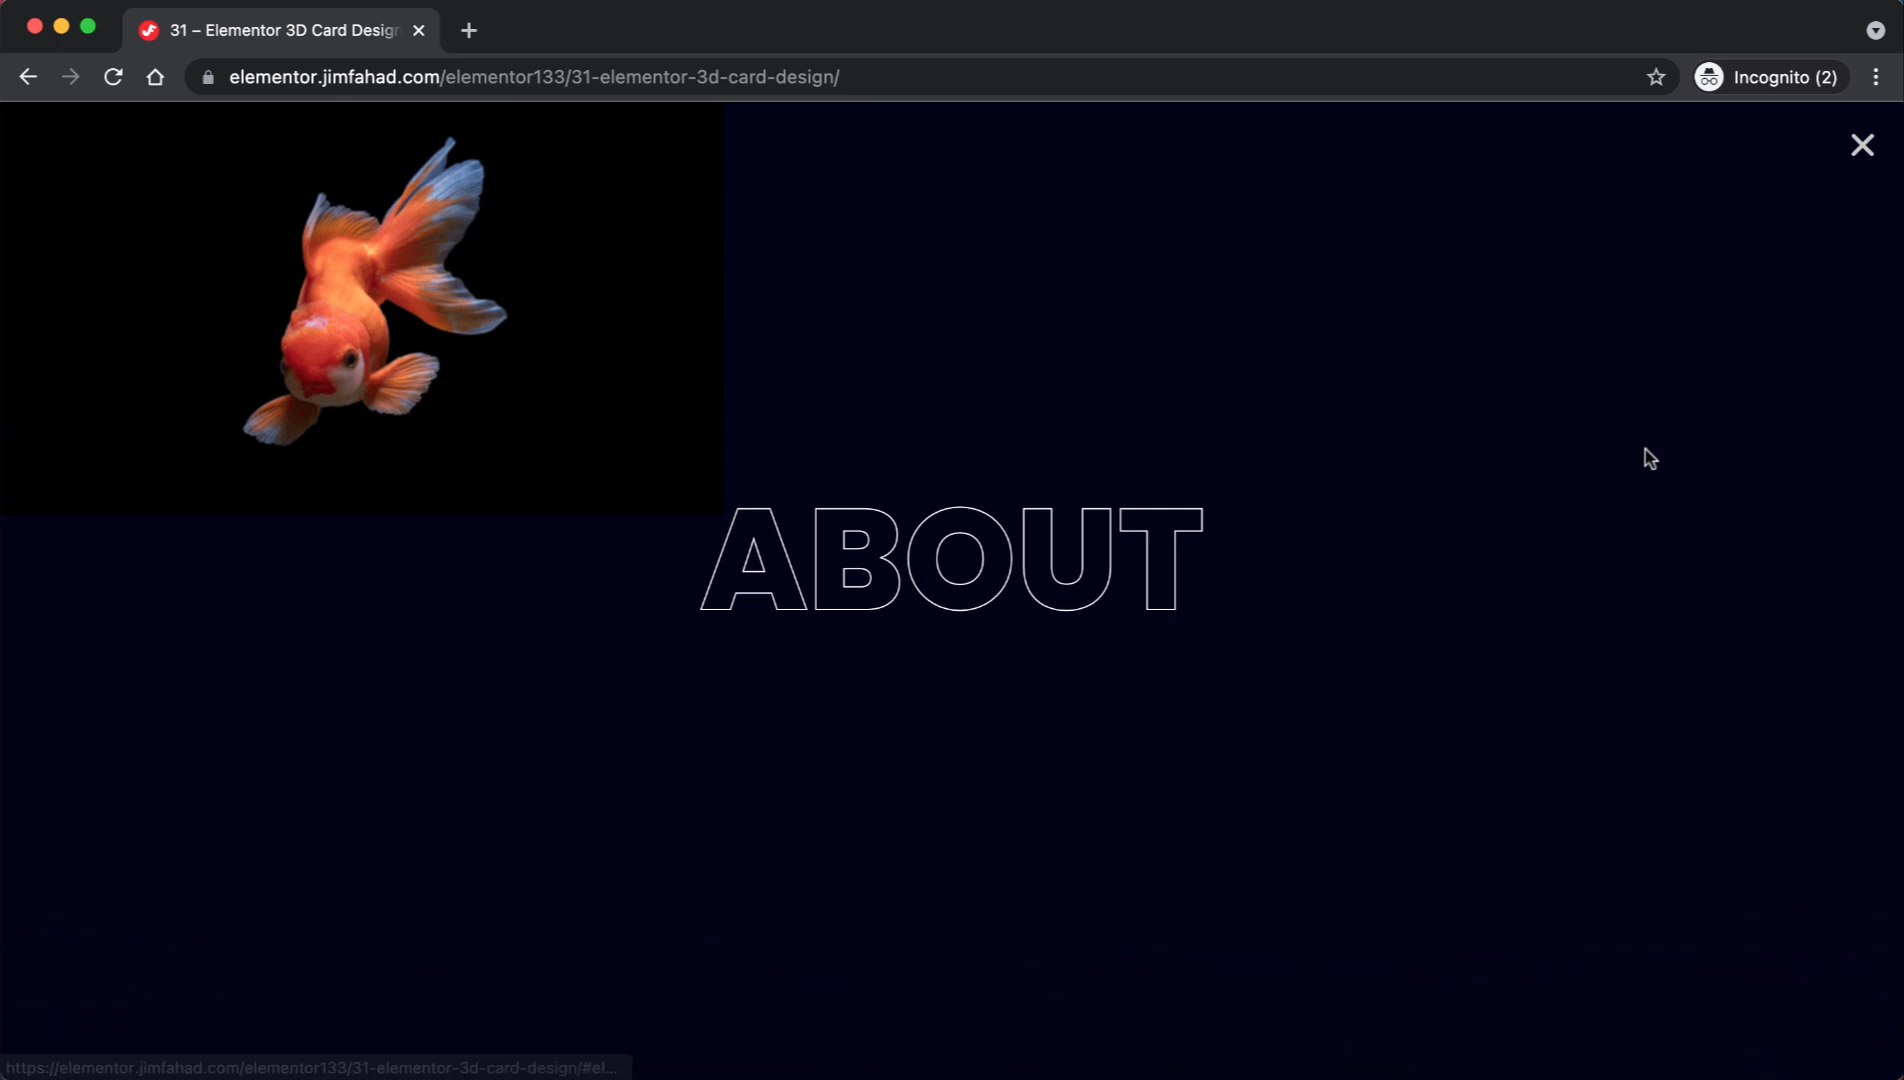 31 – Elementor 3D Card Design
elementor.jimfahad.com/elementor133/31-elementor-3d-card-design/
Incognito (2)
ABOUT
https://elementor.jimfahad.com/elementor133/31-elementor-3d-card-design/#el...